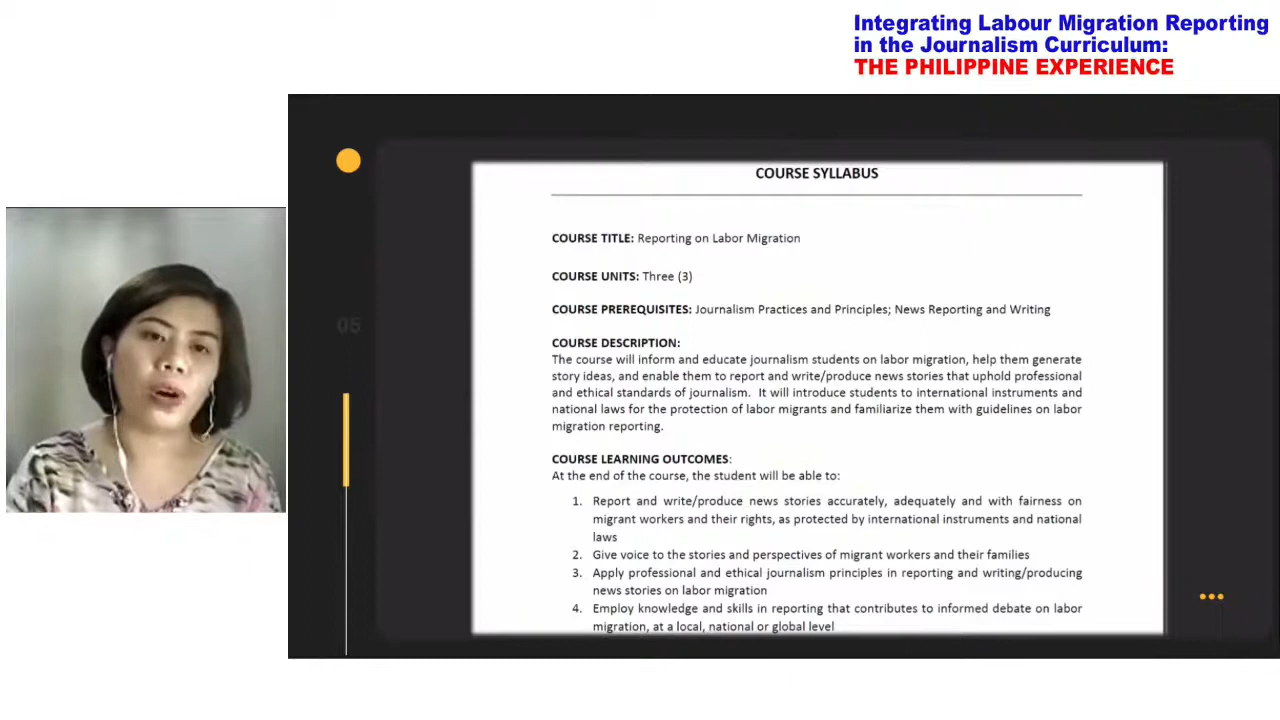 Integrating Labour Migration Reporting
in the Journalism Curriculum:
THE PHILIPPINE EXPERIENCE
COURSE SYLLABUS
COURSE TITLE: Reporting on Labor Migration
COURSE UNITS: Three (3)
05
COURSE PREREQUISITES: Journalism Practices and Principles; News Reporting and Writing
COURSE DESCRIPTION:
The course will inform and educate journalism students on labor migration, help them generate
story ideas, and enable them to report and write/produce news stories that uphold professional
and ethical standards of journalism. It will introduce students to international instruments and
national laws for the protection of labor migrants and familiarize them with guidelines on labor
migration reporting.
COURSE LEARNING OUTCOMES:
At the end of the course, the student will be able to:
1. Report and write/produce news stories accurately, adequately and with fairness on
migrant workers and their rights, as protected by international instruments and national
laws
2. Give voice to the stories and perspectives of migrant workers and their families
3. Apply professional and ethical journalism principles in reporting and writing/producing
news stories on labor migration
4. Employ knowledge and skills in reporting that contributes to informed debate on labor
migration, at a local, national or global level